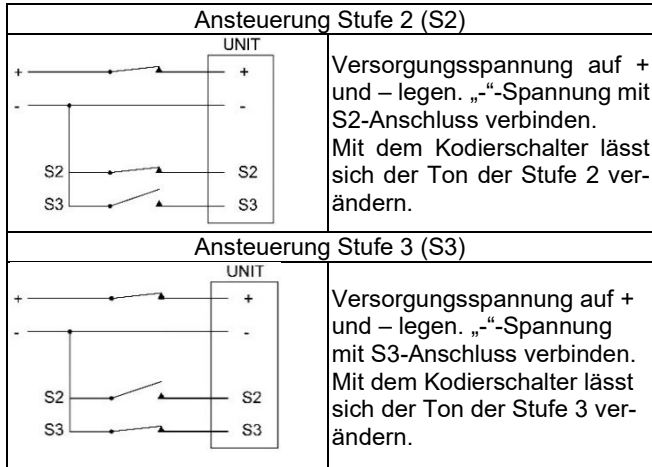 Ansteuerung Stufe 2 (S2)
UNIT
+ +
- -
S2 S2
S3 S3
Versorgungsspannung auf +
und – legen. „-“-Spannung mit
S2-Anschluss verbinden.
Mit dem Kodierschalter lässt
sich der Ton der Stufe 2 ver-
ändern.
Ansteuerung Stufe 3 (S3)
UNIT
+ +
- -
S2 S2
S3 S3
Versorgungsspannung auf +
und – legen. „-“-Spannung
mit S3-Anschluss verbinden.
Mit dem Kodierschalter lässt
sich der Ton der Stufe 3 ver-
ändern.